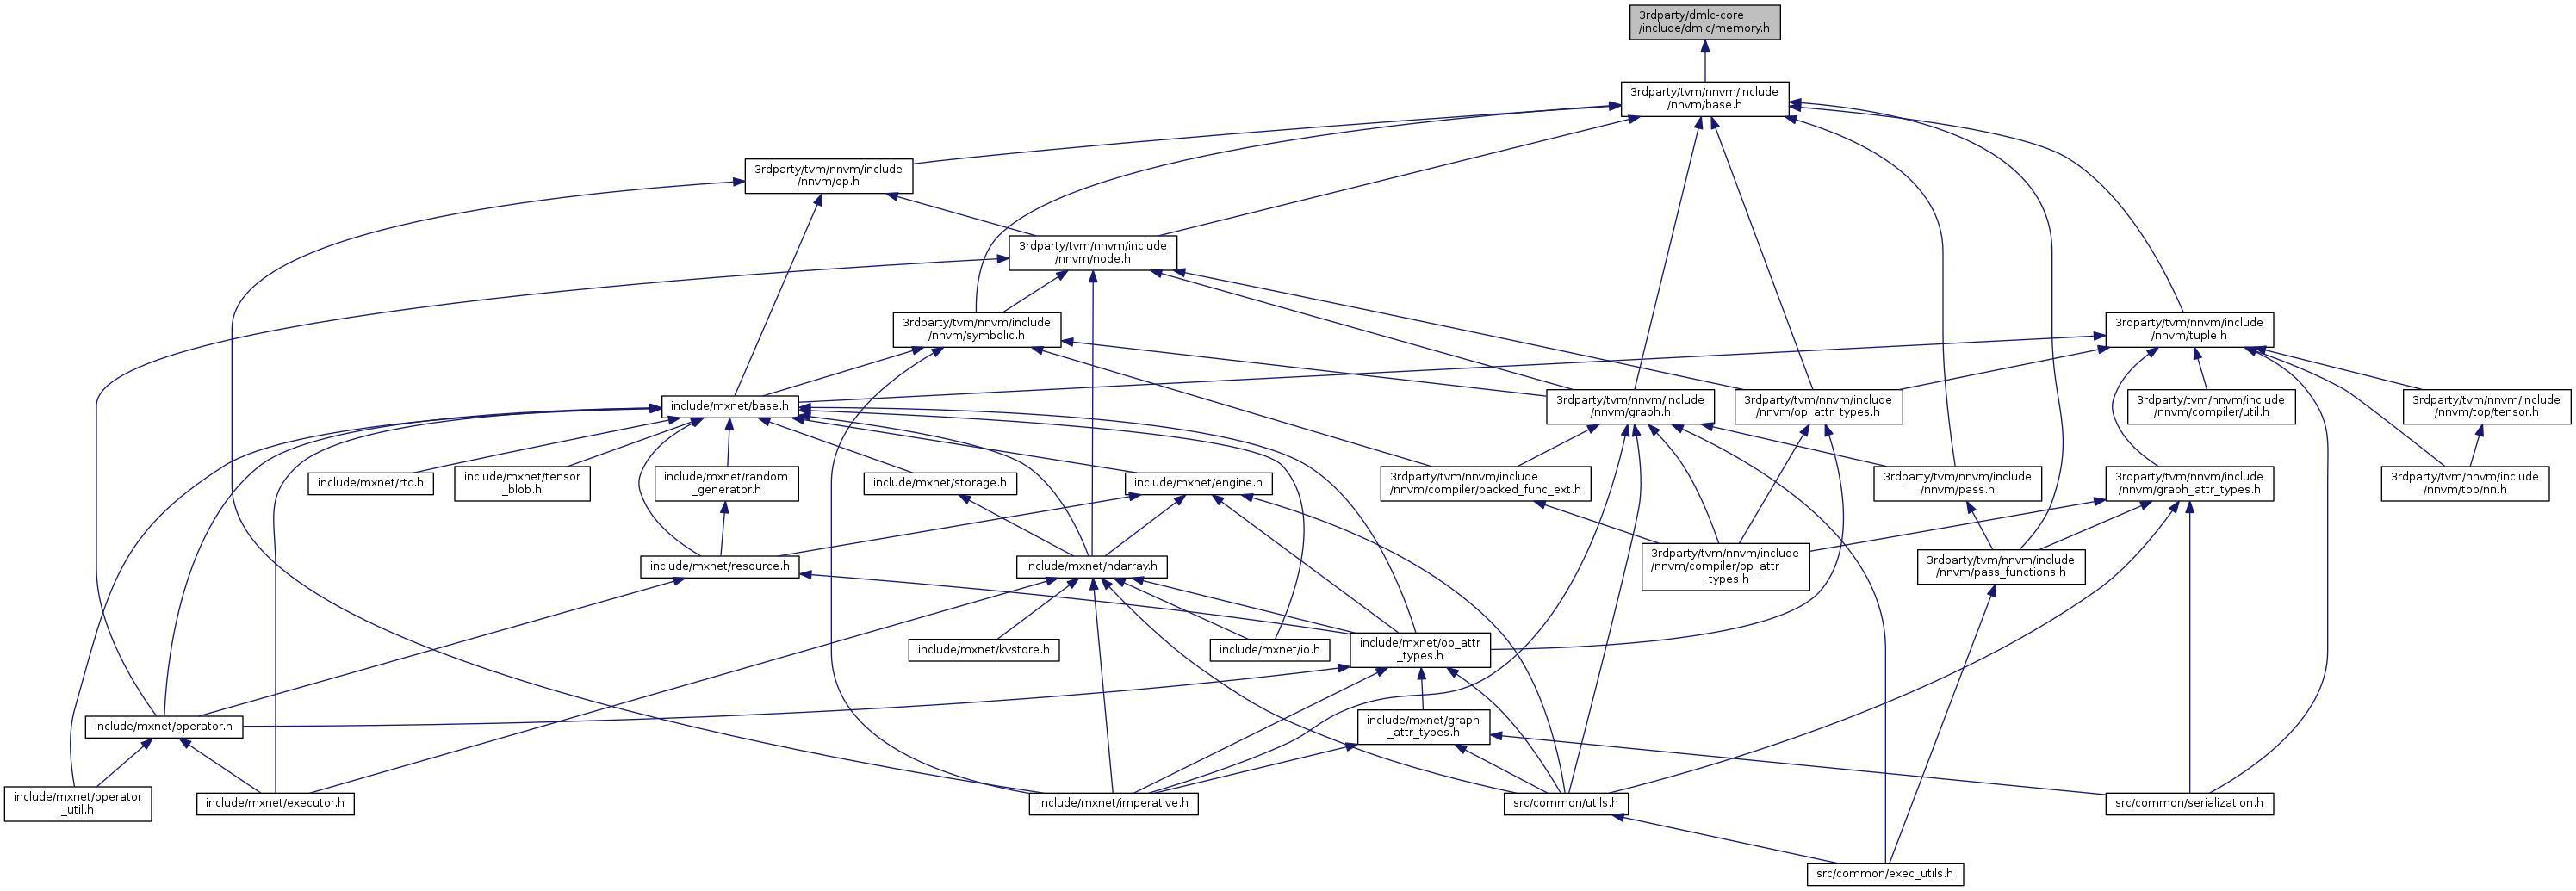 3rdparty/dmlc-core
/include/dmlc/memory.h
3rdparty/tvm/nnvm/include
/nnvm/base.h
3rdparty/tvm/nnvm/include
/nnvm/op.h
3rdparty/tvm/nnvm/include
/nnvm/node.h
3rdparty/tvm/nnvm/include
/nnvm/symbolic.h
3rdparty/tvm/nnvm/include
/nnvm/tuple.h
include/mxnet/base.h
3rdparty/tvm/nnvm/include
/nnvm/graph.h
3rdparty/tvm/nnvm/include
/nnvm/op_attr_types.h
3rdparty/tvm/nnvm/include
/nnvm/compiler/util.h
3rdparty/tvm/nnvm/include
/nnvm/top/tensor.h
include/mxnet/rtc.h
include/mxnet/tensor
_blob.h
include/mxnet/random
_generator.h
include/mxnet/storage.h
include/mxnet/engine.h
3rdparty/tvm/nnvm/include
/nnvm/compiler/packed_func_ext.h
3rdparty/tvm/nnvm/include
/nnvm/pass.h
3rdparty/tvm/nnvm/include
/nnvm/graph_attr_types.h
3rdparty/tvm/nnvm/include
/nnvm/top/nn.h
include/mxnet/resource.h
include/mxnet/ndarray.h
3rdparty/tvm/nnvm/include
/nnvm/compiler/op_attr
_types.h
3rdparty/tvm/nnvm/include
/nnvm/pass_functions.h
include/mxnet/kvstore.h
include/mxnet/io.h
include/mxnet/op_attr
_types.h
include/mxnet/operator.h
include/mxnet/graph
_attr_types.h
include/mxnet/operator
_util.h
include/mxnet/executor.h
include/mxnet/imperative.h
src/common/utils.h
src/common/serialization.h
src/common/exec_utils.h